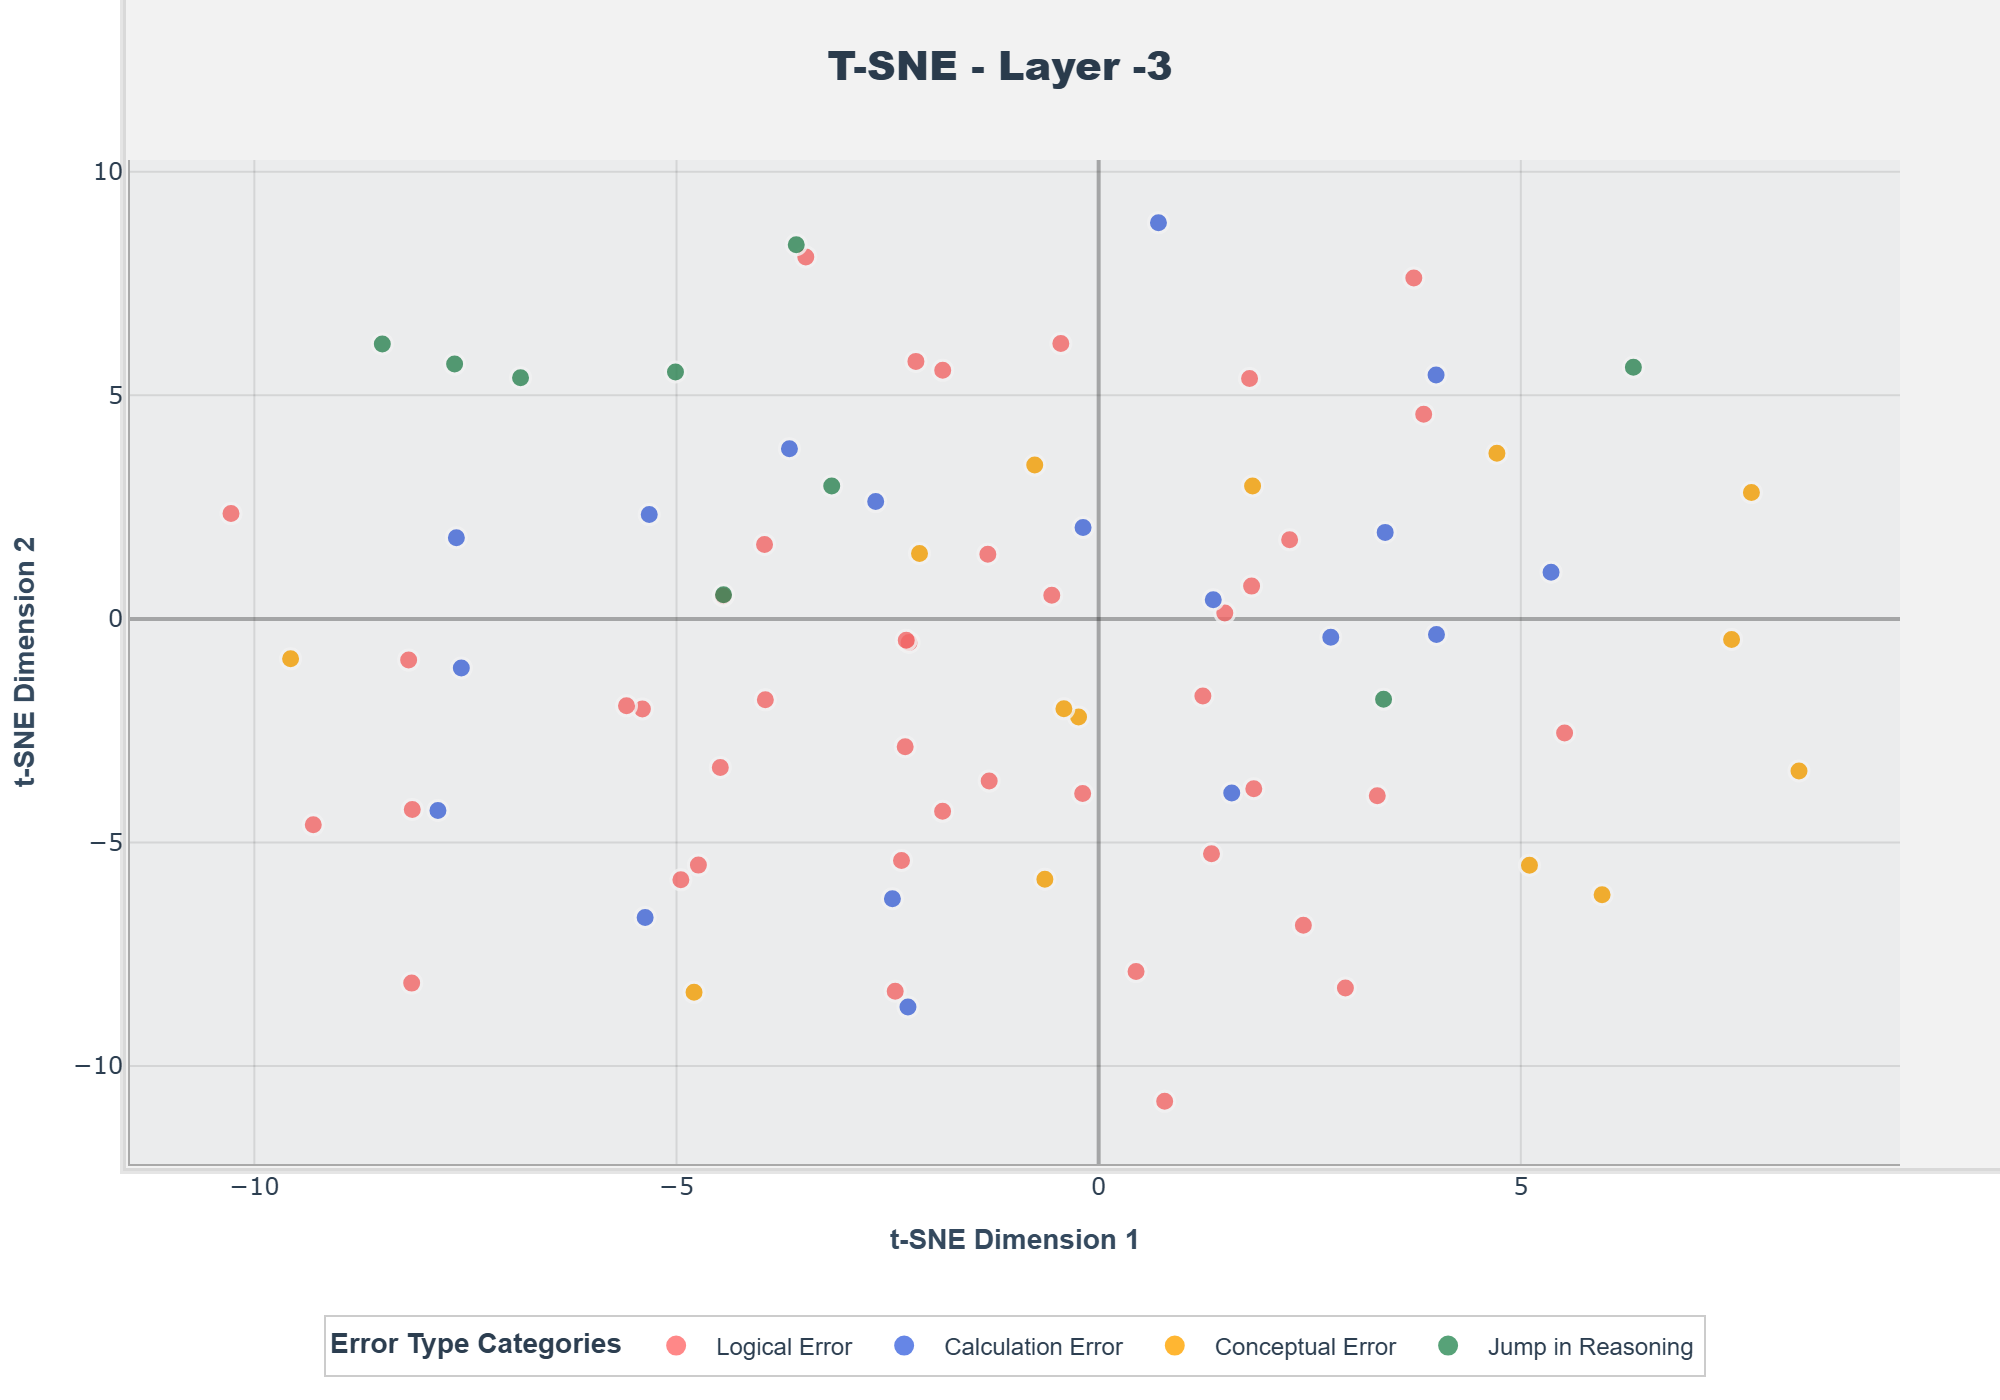 T-SNE - Layer -3
10
5
0
−5
−10
t-SNE Dimension 2
−10
−5
0
5
t-SNE Dimension 1
Error Type Categories
Logical Error
Calculation Error
Conceptual Error
Jump in Reasoning